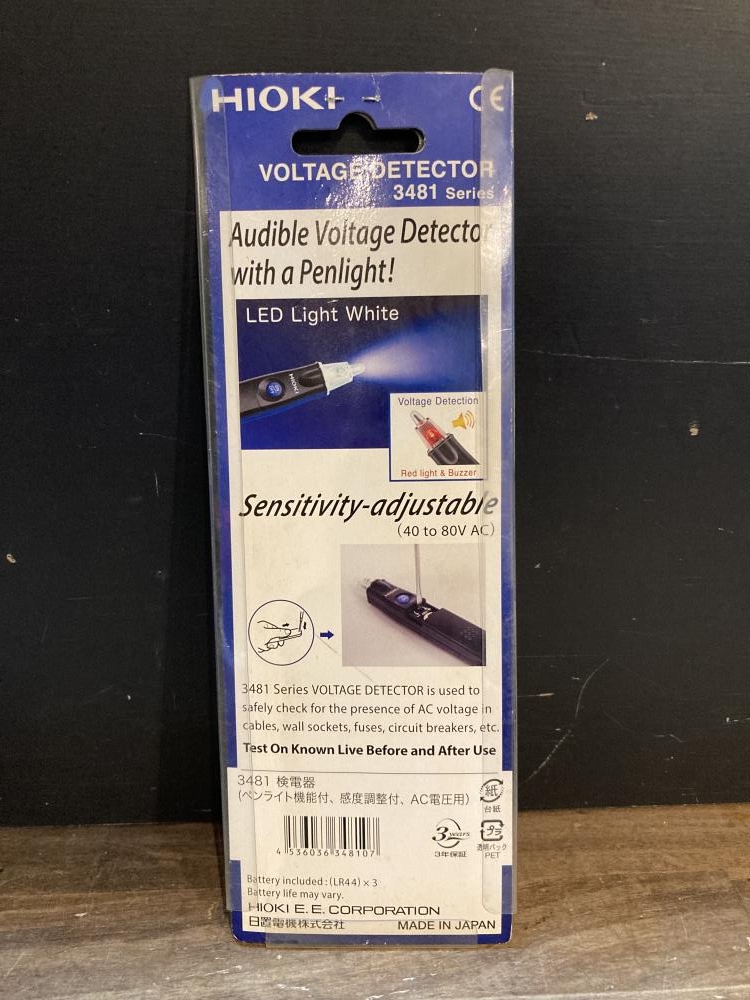 HIOKI
CE
VOLTAGE DETECTOR
3481 Series
Audible Voltage Detector
with a Penlight!
LED Light White
HIOKI
Voltage Detection
Red light & Buzzer
Sensitivity-adjustable
(40 to 80V AC)
3481 Series VOLTAGE DETECTOR is used to
safely check for the presence of AC voltage in
cables, wall sockets, fuses, circuit breakers, etc.
Test On Known Live Before and After Use
3481 検電器
(ペンライト機能付、感度調整付、AC電圧用)
紙
台紙
4 536036 348107
3 years
3年保証
プラ
透明パック
PET
Battery included : (LR44) × 3
Battery life may vary.
HIOKI E. E. CORPORATION
日置電機株式会社
MADE IN JAPAN